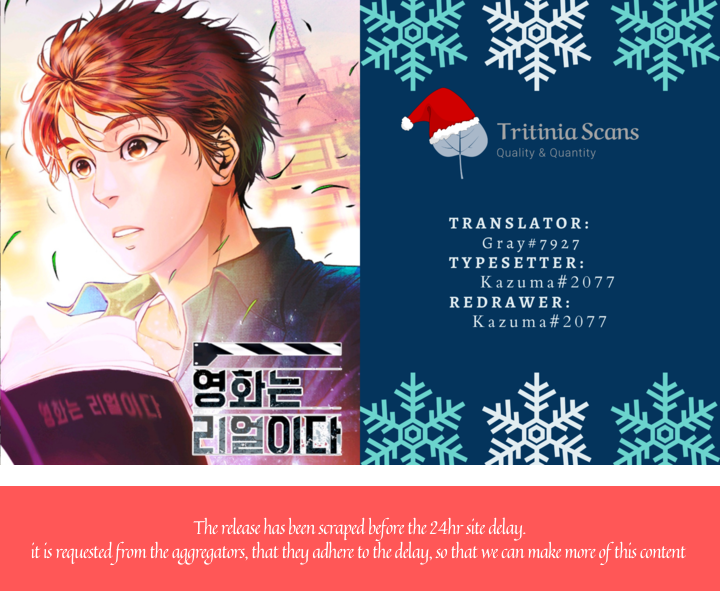 Tritinia Scans
Quality & Quantity
TRANSLATOR:
Gray#7927
TYPESETTER:
Kazuma#2077
REDRAWER:
Kazuma#2077
영화는
리얼이다
영화는 리얼이다
The release has been scraped before the 24hr site delay.
it is requested from the aggregators, that they adhere to the delay, so that we can make more of this content